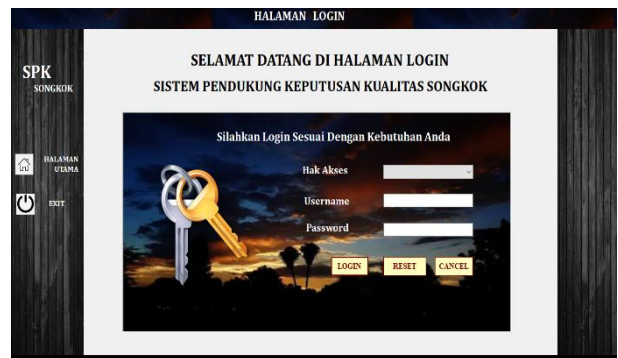 HALAMAN LOGIN
SPK
SONGKOK
HALAMAN
UTAMA
EXIT
SELAMAT DATANG DI HALAMAN LOGIN
SISTEM PENDUKUNG KEPUTUSAN KUALITAS SONGKOK
Silahkan Login Sesuai Dengan Kebutuhan Anda
Hak Akses
Username
Password
LOGIN RESET CANCEL